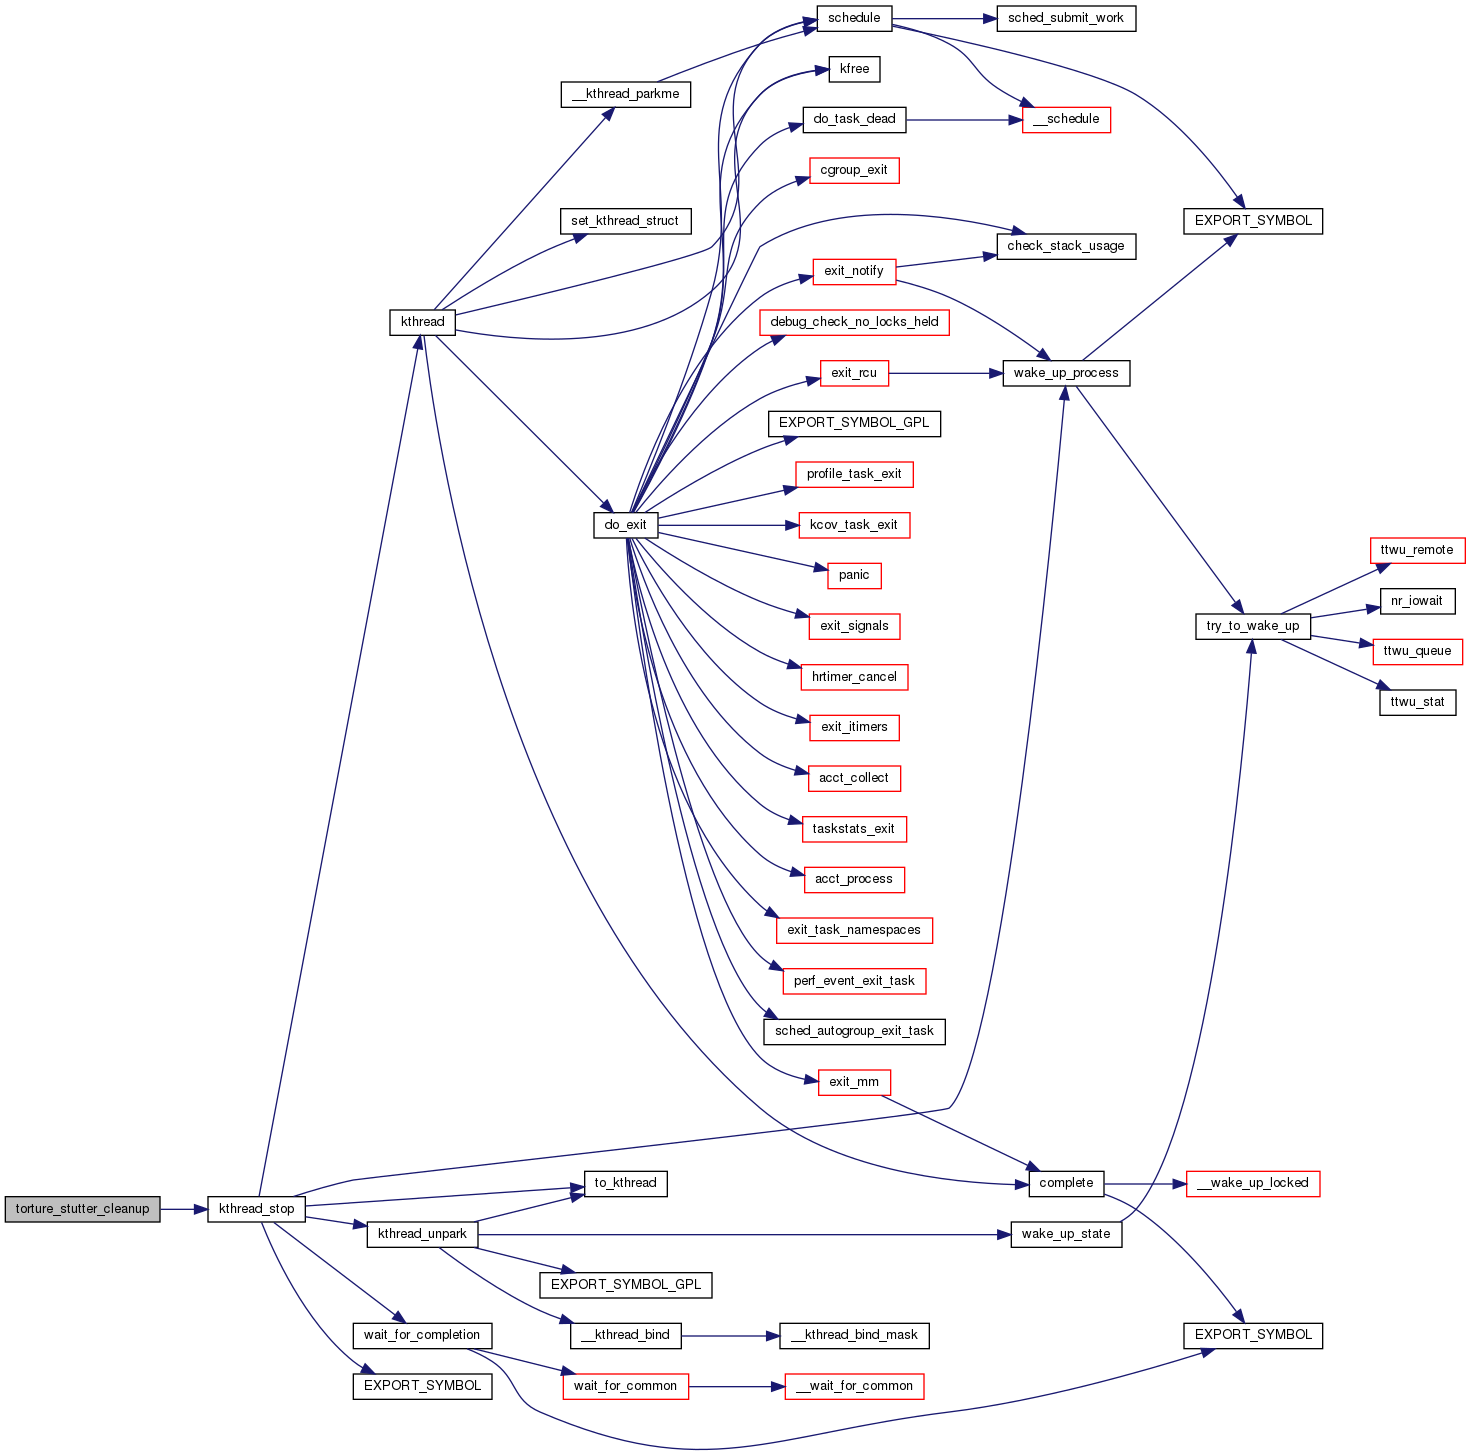 schedule
sched_submit_work
kfree
__kthread_parkme
do_task_dead
__schedule
cgroup_exit
set_kthread_struct
EXPORT_SYMBOL
check_stack_usage
exit_notify
kthread
debug_check_no_locks_held
exit_rcu
wake_up_process
EXPORT_SYMBOL_GPL
profile_task_exit
do_exit
kcov_task_exit
ttwu_remote
panic
nr_iowait
exit_signals
try_to_wake_up
ttwu_queue
hrtimer_cancel
ttwu_stat
exit_itimers
acct_collect
taskstats_exit
acct_process
exit_task_namespaces
perf_event_exit_task
sched_autogroup_exit_task
exit_mm
to_kthread
complete
__wake_up_locked
torture_stutter_cleanup
kthread_stop
kthread_unpark
wake_up_state
EXPORT_SYMBOL_GPL
wait_for_completion
__kthread_bind
__kthread_bind_mask
EXPORT_SYMBOL
EXPORT_SYMBOL
wait_for_common
__wait_for_common